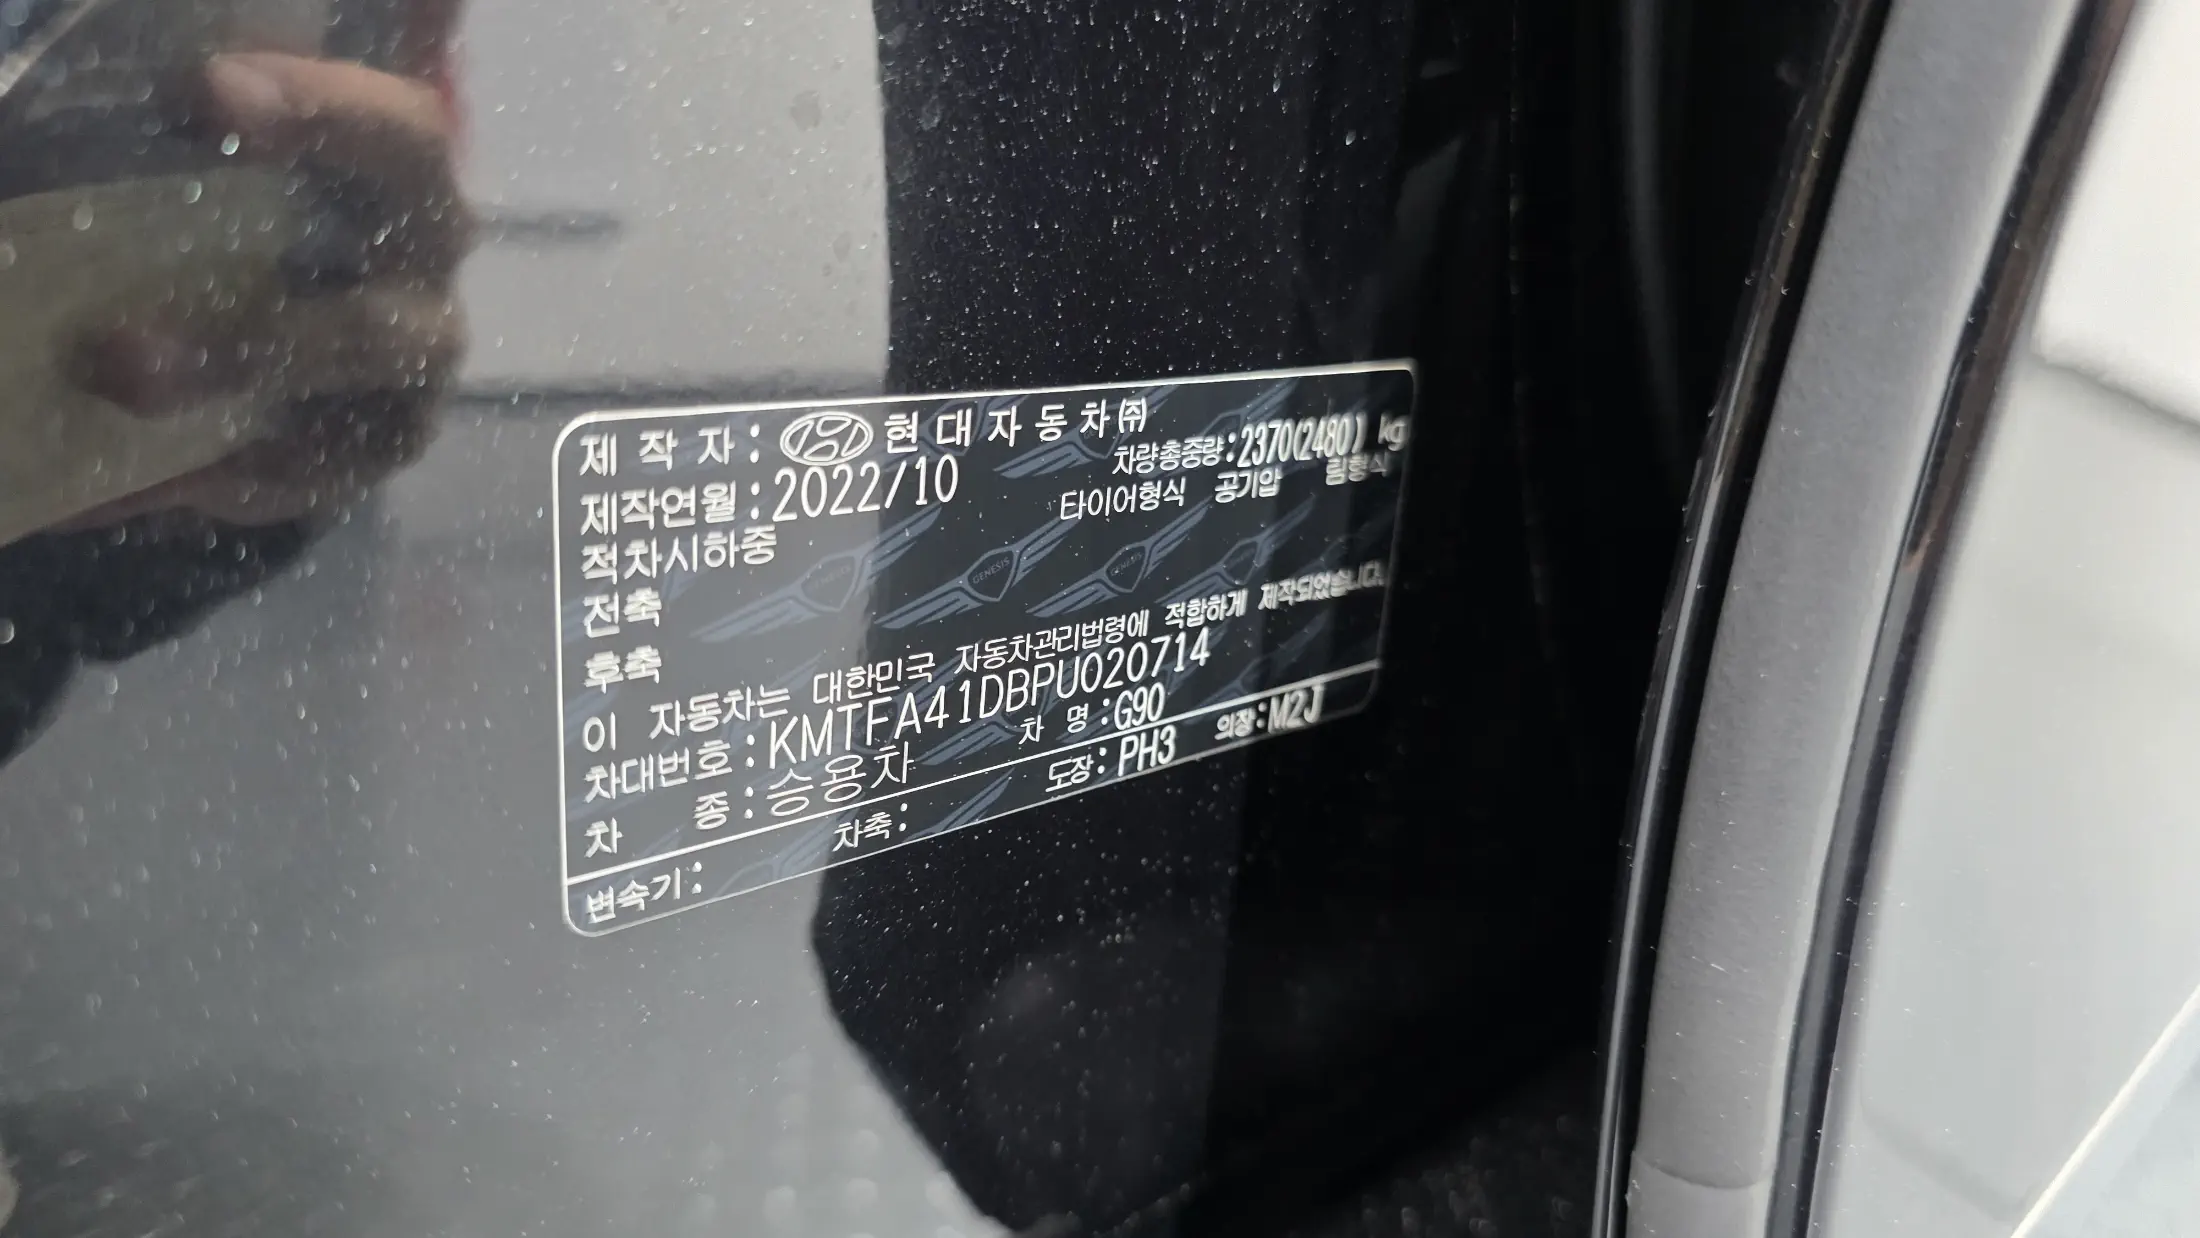 제 작 자 : 현 대 자 동 차 ㈜
제작연월 : 2022/10 차량총중량 : 2370(2480) kg
적차시하중 타이어형식 공기압 림형식
전축
GENESIS GENESIS GENESIS
후축
이 자동차는 대한민국 자동차관리법령에 적합하게 제작되었습니다.
차대번호 : KMTFA41DBPU020714
차 종 : 승용차 차 명 : G90
변속기 : 차축 : 도장 : PH3 의장 : M2J